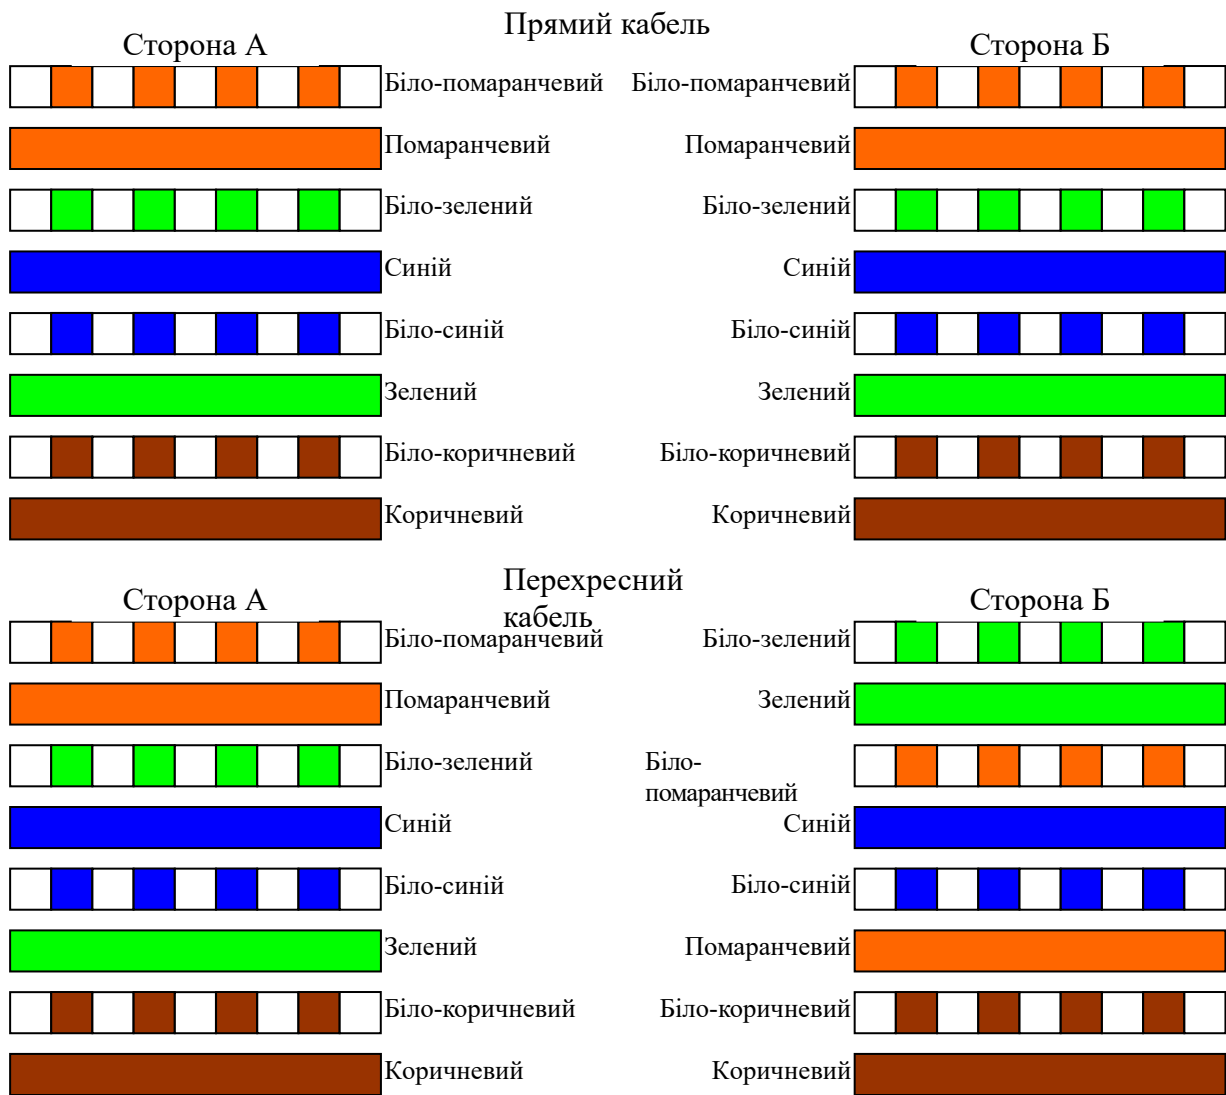 Прямий кабель
Сторона А
Сторона Б
Біло-помаранчевий
Біло-помаранчевий
Помаранчевий
Помаранчевий
Біло-зелений
Біло-зелений
Синій
Синій
Біло-синій
Біло-синій
Зелений
Зелений
Біло-коричневий
Біло-коричневий
Коричневий
Коричневий
Перехресний
кабель
Сторона А
Сторона Б
Біло-помаранчевий
Біло-зелений
Помаранчевий
Зелений
Біло-зелений
Біло-
помаранчевий
Синій
Синій
Біло-синій
Біло-синій
Зелений
Помаранчевий
Біло-коричневий
Біло-коричневий
Коричневий
Коричневий